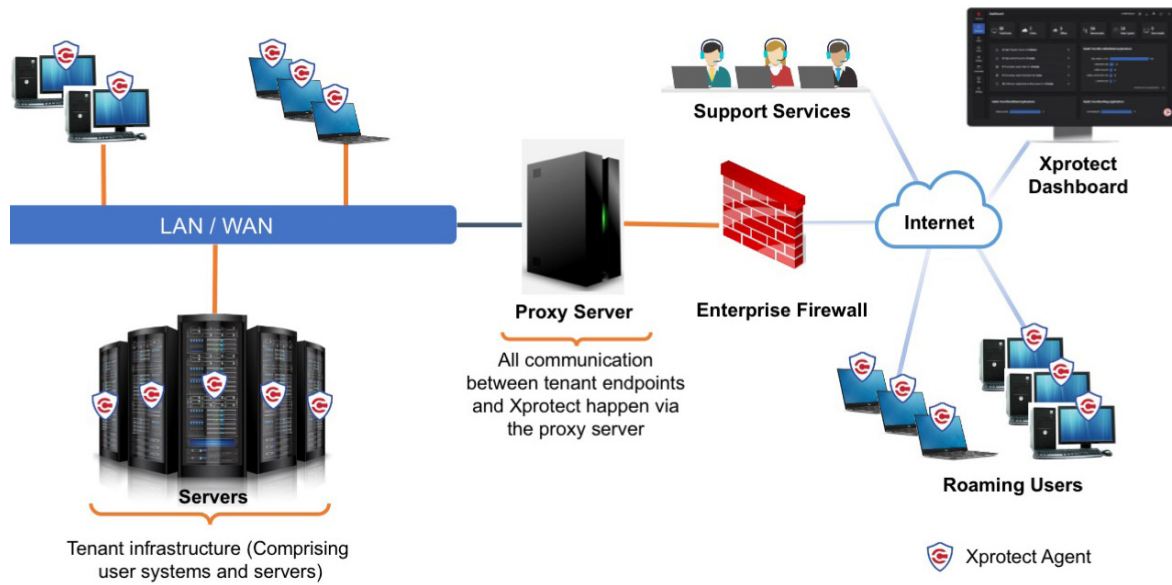 Support Services
Xprotect
Dashboard
LAN / WAN
Internet
Proxy Server
Enterprise Firewall
All communication
between tenant endpoints
and Xprotect happen via
the proxy server
Servers
Roaming Users
Tenant infrastructure (Comprising
user systems and servers)
Xprotect Agent